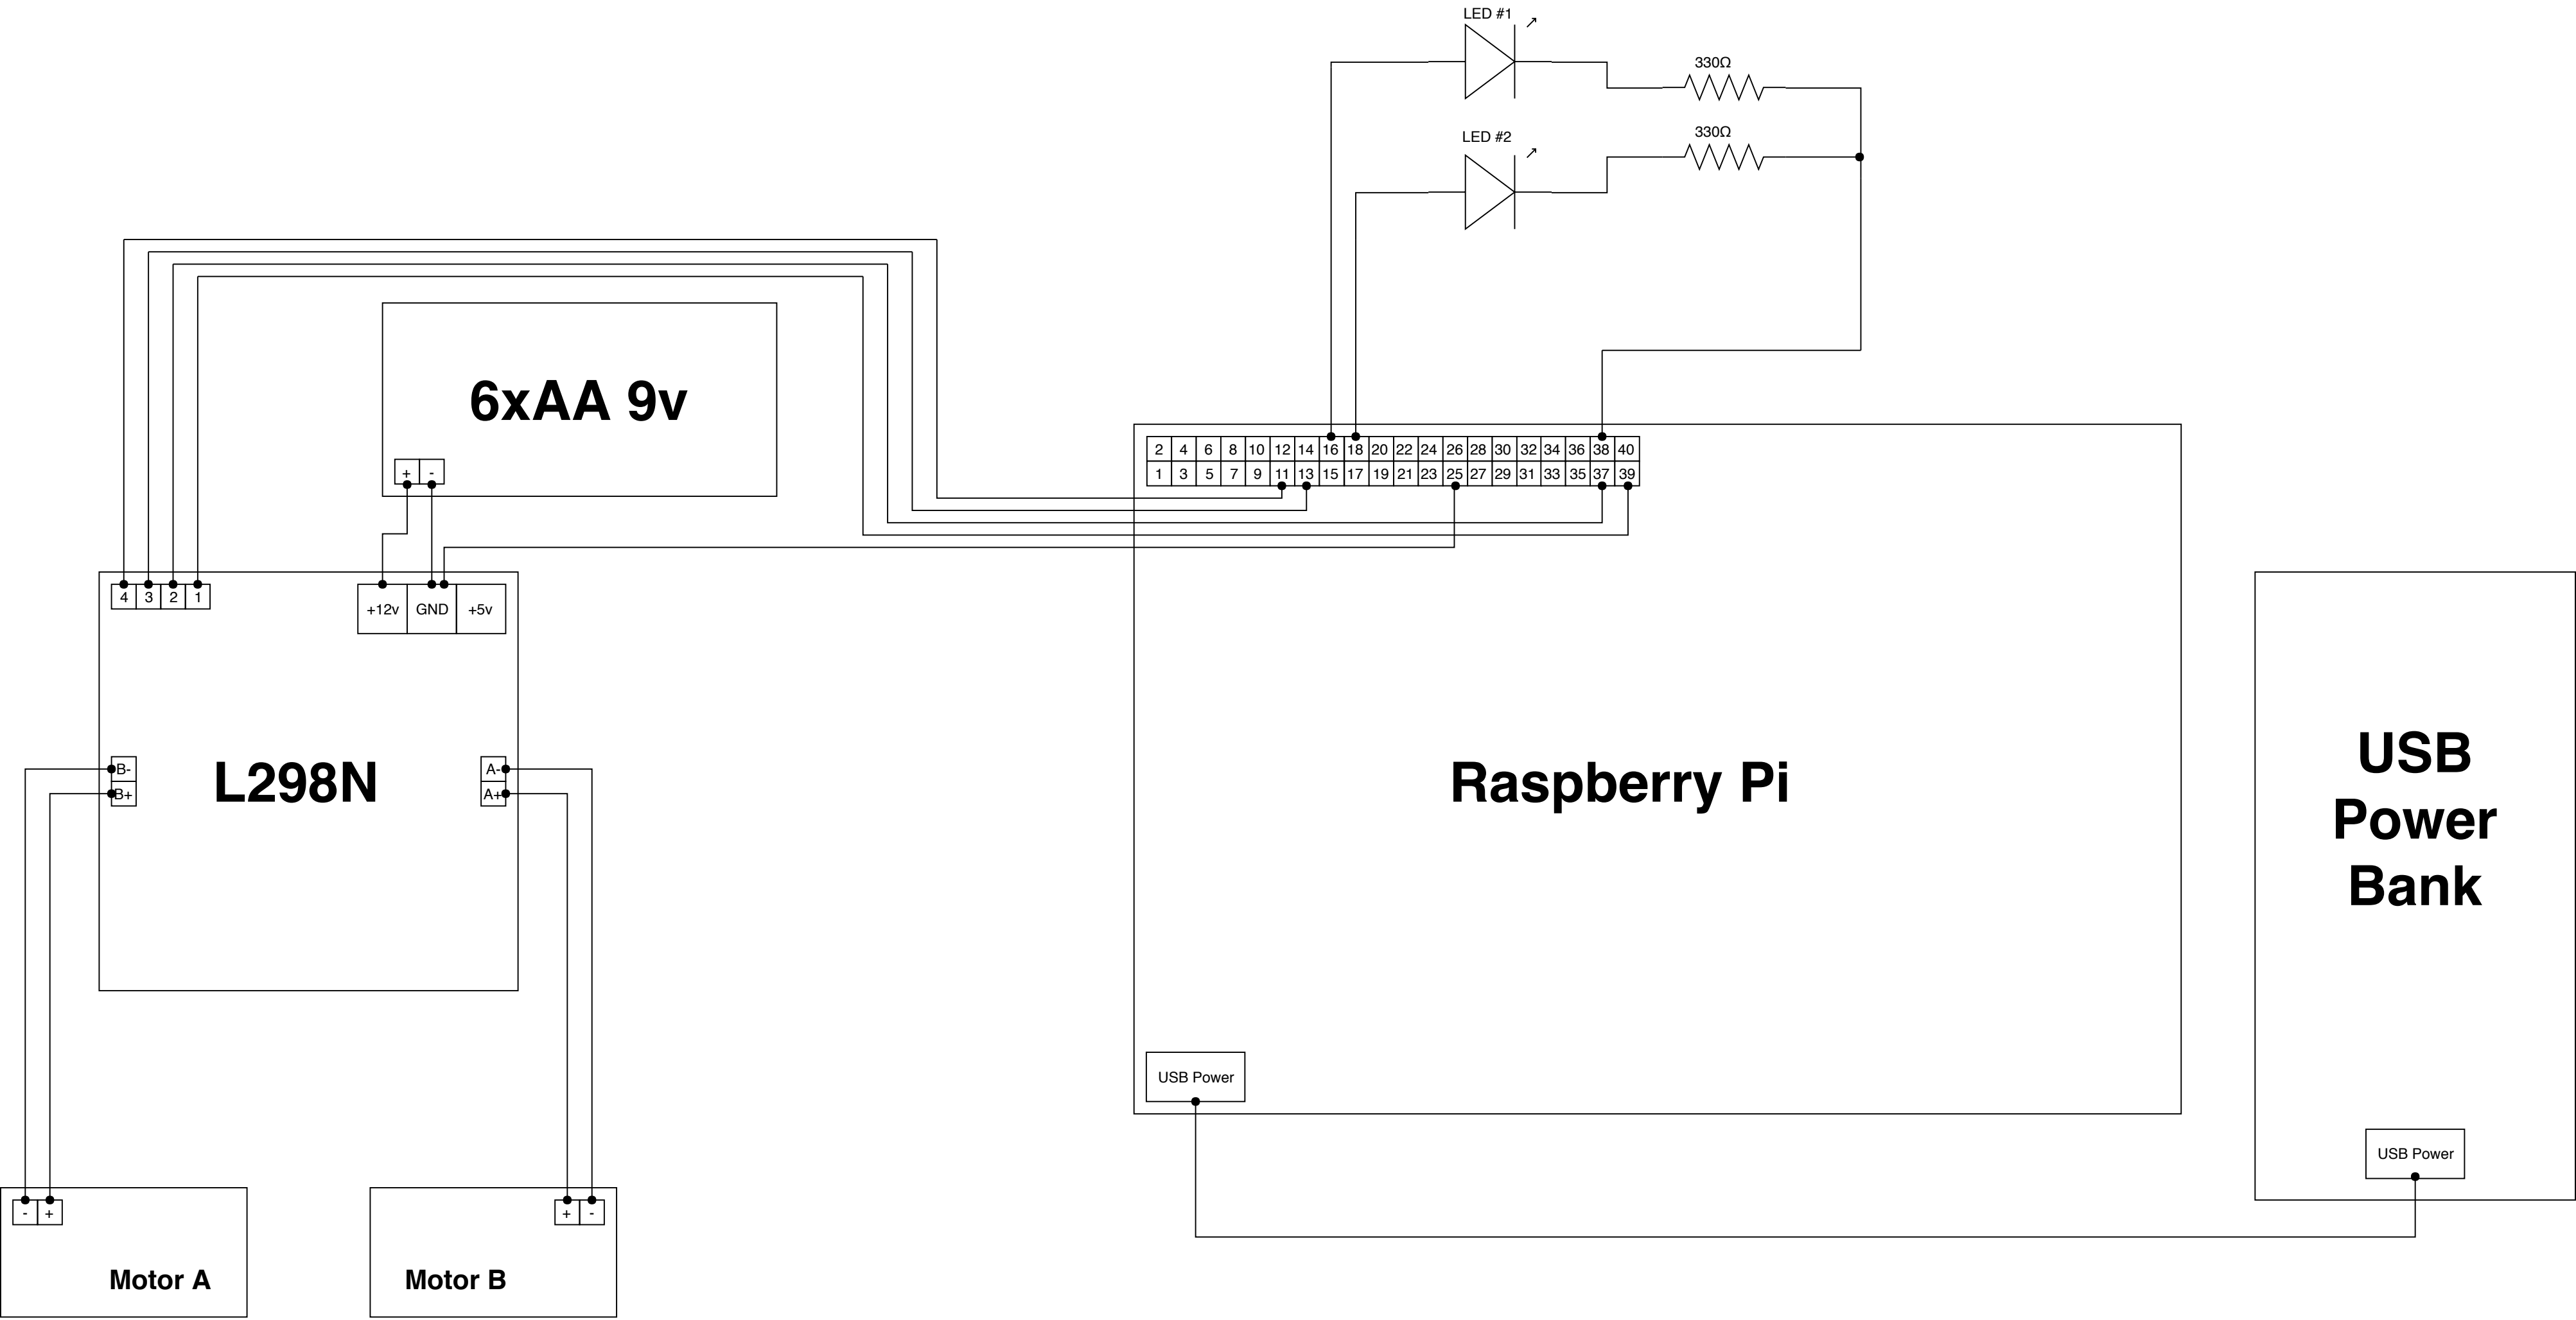 LED #1
330Ω
330Ω
LED #2
6xAA 9v
+ -
2 4 6 8 10 12 14 16 18 20 22 24 26 28 30 32 34 36 38 40
1 3 5 7 9 11 13 15 17 19 21 23 25 27 29 31 33 35 37 39
4 3 2 1
+12v GND +5v
B-
B+
L298N
A-
A+
Raspberry Pi
USB
Power
Bank
USB Power
USB Power
- +
Motor A
+ -
Motor B